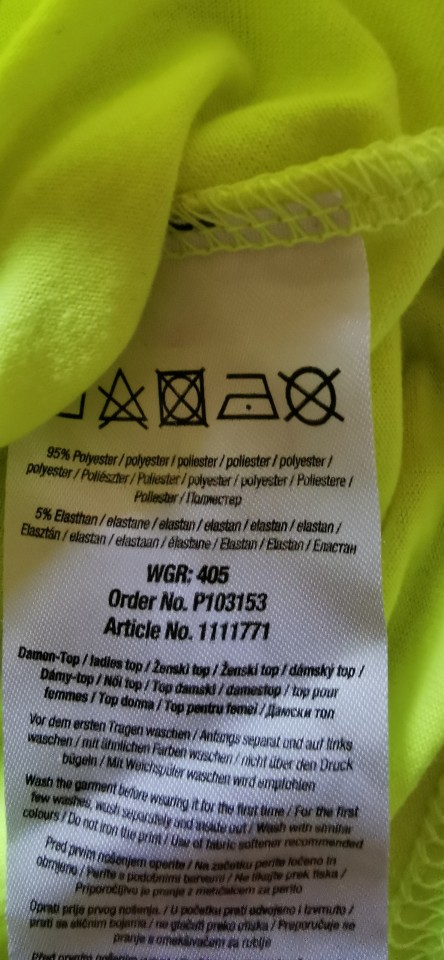 95% Polyester / polyester / poliester / poliester / polyester /
polyester / Poliészter / Poliester / polyester / polyester / Poliestere /
Poliester / Полиестер
5% Elasthan / elastane / elastan / elastan / elastan / elastan /
Elasztán / elastan / elastaan / élastane / Elastan / Elastan / Еластан
WGR: 405
Order No. P103153
Article No. 1111771
Damen-Top / ladies top / Ženski top / Ženski top / dámský top /
Dámy-top / Női top / Top damski / damestop / top pour
femmes / Top donna / Top pentru femei / Дамски топ
Vor dem ersten Tragen waschen / Anfangs separat und auf links
waschen / mit ähnlichen Farben waschen / nicht über den Druck
bügeln / Mit Weichspüler waschen wird empfohlen
Wash the garment before wearing it for the first time / For the first
few washes, wash separately and inside out / Wash with similar
colours / Do not iron the print / Use of fabric softener recommended
Pred prvim nošenjem operite / Na začetku perite ločeno in
obrnjeno / Perite s podobnimi barvami / Ne likajte prek tiska /
Priporočljivo je pranje z mehčalcem za perilo
Oprati prije prvog nošenja. / U početku prati odvojeno i izvrnuto /
prati sa sličnim bojama / ne glačati preko otiska / Preporučuje se
pranje s omekšivačem za rublje